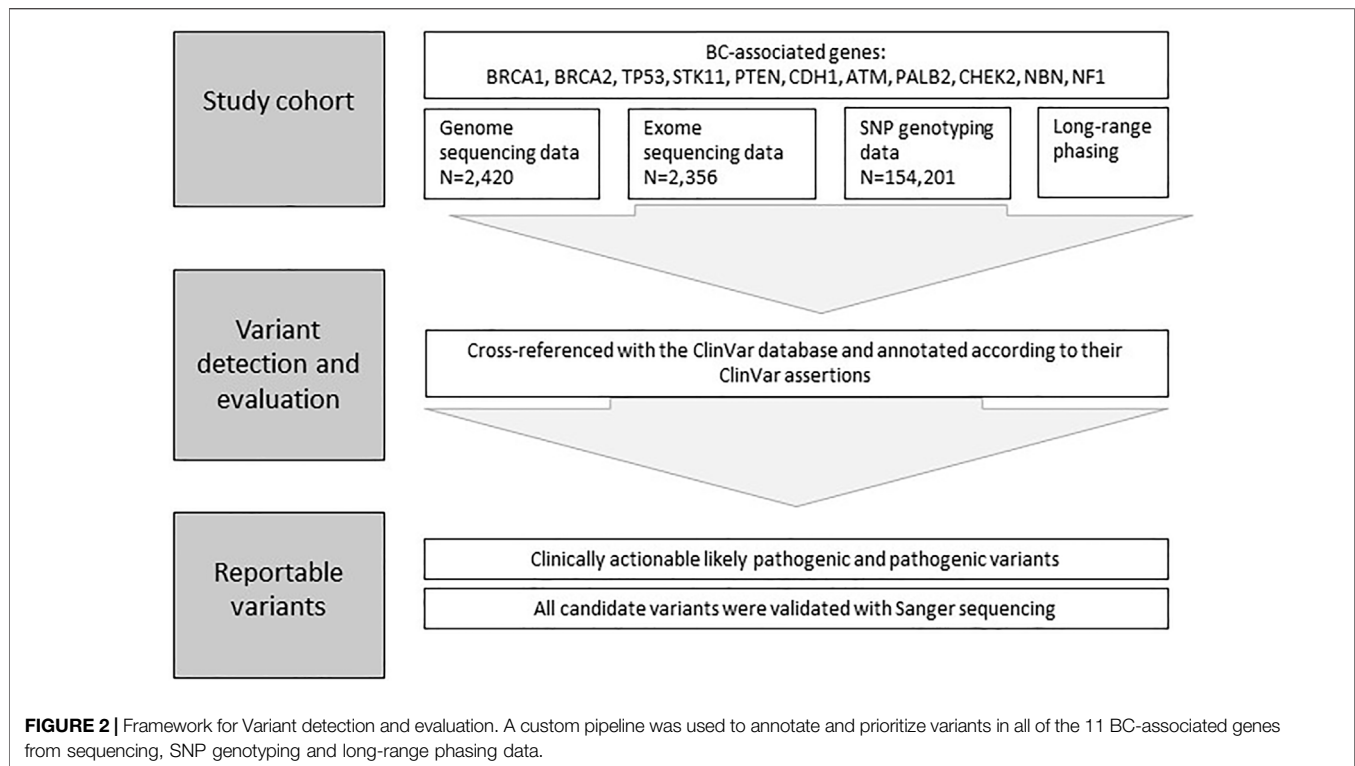 Study cohort
BC-associated genes:
BRCA1, BRCA2, TP53, STK11, PTEN, CDH1, ATM, PALB2, CHEK2, NBN, NF1
Genome
sequencing data
N=2,420
Exome
sequencing data
N=2,356
SNP genotyping
data
N=154,201
Long-range
phasing
Variant
detection and
evaluation
Cross-referenced with the ClinVar database and annotated according to their
ClinVar assertions
Reportable
variants
Clinically actionable likely pathogenic and pathogenic variants
All candidate variants were validated with Sanger sequencing
FIGURE 2 | Framework for Variant detection and evaluation. A custom pipeline was used to annotate and prioritize variants in all of the 11 BC-associated genes
from sequencing, SNP genotyping and long-range phasing data.